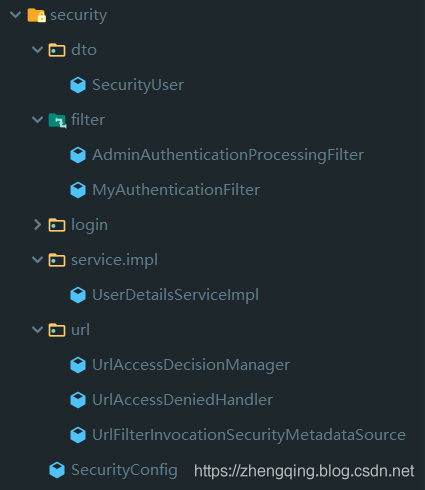 security
dto
SecurityUser
filter
AdminAuthenticationProcessingFilter
MyAuthenticationFilter
login
service.impl
UserDetailsServiceImpl
url
UrlAccessDecisionManager
UrlAccessDeniedHandler
UrlFilterInvocationSecurityMetadataSource
SecurityConfig https://zhengqing.blog.csdn.net